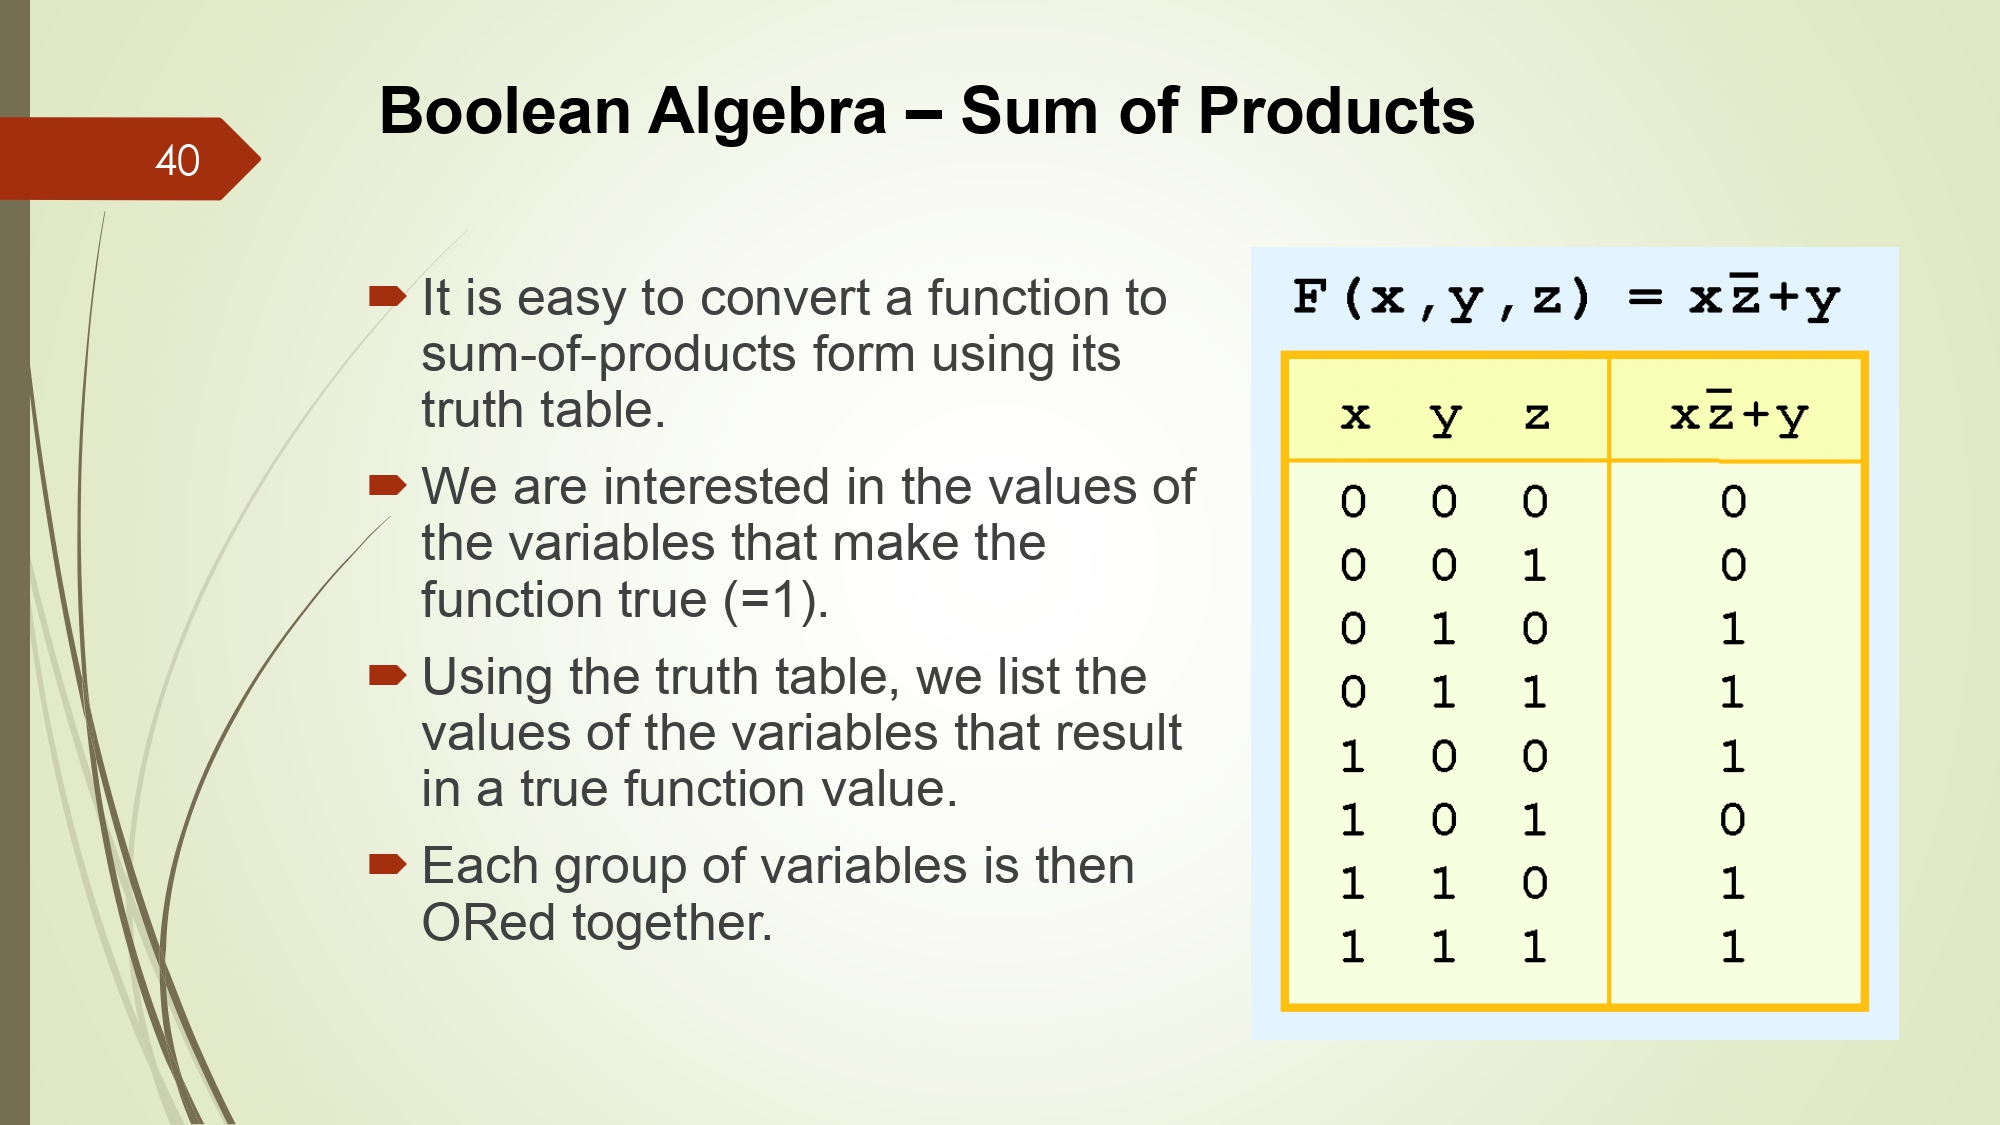 Boolean Algebra – Sum of Products
40
It is easy to convert a function to
sum-of-products form using its
truth table.
We are interested in the values of
the variables that make the
function true (=1).
Using the truth table, we list the
values of the variables that result
in a true function value.
Each group of variables is then
ORed together.
F(x,y,z) = xz̅+y
x y z xz̅+y
0 0 0 0
0 0 1 0
0 1 0 1
0 1 1 1
1 0 0 1
1 0 1 0
1 1 0 1
1 1 1 1